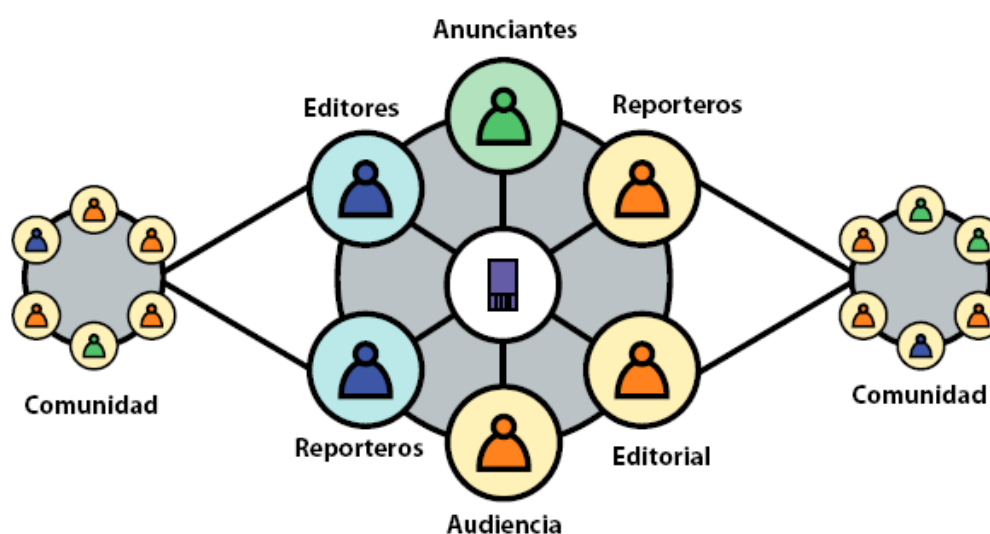 Anunciantes
Editores
Reporteros
Comunidad
Comunidad
Reporteros
Editorial
Audiencia